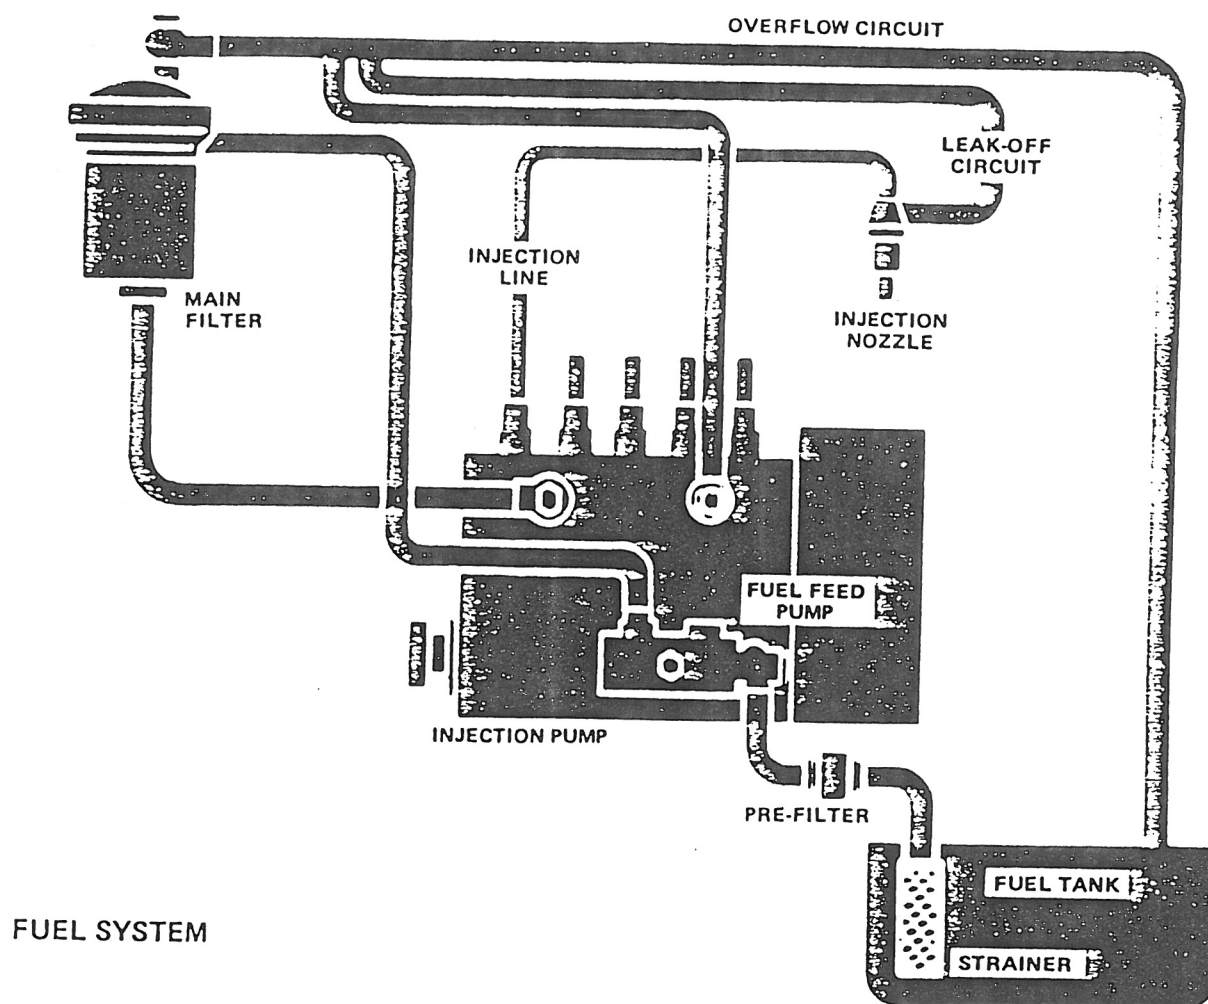 OVERFLOW CIRCUIT
LEAK-OFF
CIRCUIT
INJECTION
LINE
MAIN
FILTER
INJECTION
NOZZLE
FUEL FEED
PUMP
INJECTION PUMP
PRE-FILTER
FUEL TANK
STRAINER
FUEL SYSTEM